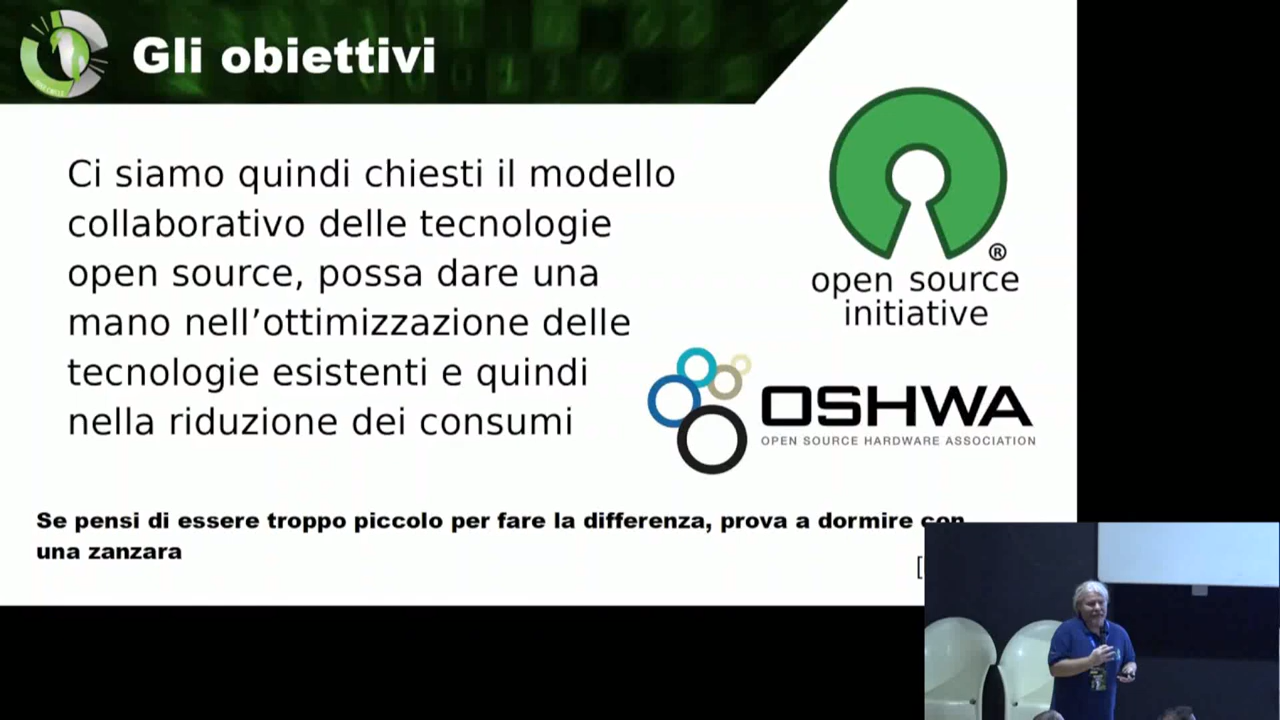 Gli obiettivi
Ci siamo quindi chiesti il modello
collaborativo delle tecnologie
open source, possa dare una
mano nell'ottimizzazione delle
tecnologie esistenti e quindi
nella riduzione dei consumi
®
open source
initiative
OSHWA
OPEN SOURCE HARDWARE ASSOCIATION
Se pensi di essere troppo piccolo per fare la differenza, prova a dormire con
una zanzara
[